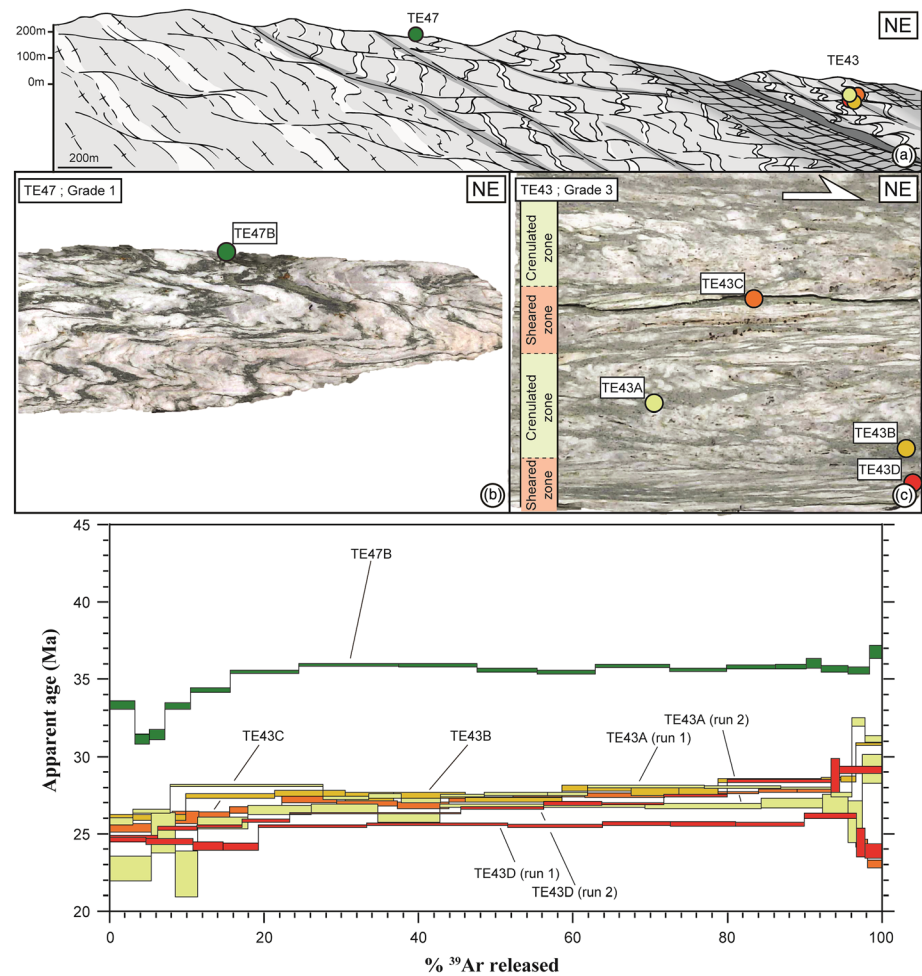 TE47
NE
200m
100m
0m
TE43
200m
(a)
TE47 ; Grade 1
NE
TE47B
(b)
TE43 ; Grade 3
NE
Crenulated
zone
Sheared
zone
Crenulated
zone
Sheared
zone
TE43C
TE43A
TE43B
TE43D
(c)
45
40
35
30
25
20
Apparent age (Ma)
TE47B
TE43C
TE43B
TE43A (run 1)
TE43A (run 2)
TE43D (run 1)
TE43D (run 2)
0 20 40 60 80 100
% ³⁹Ar released